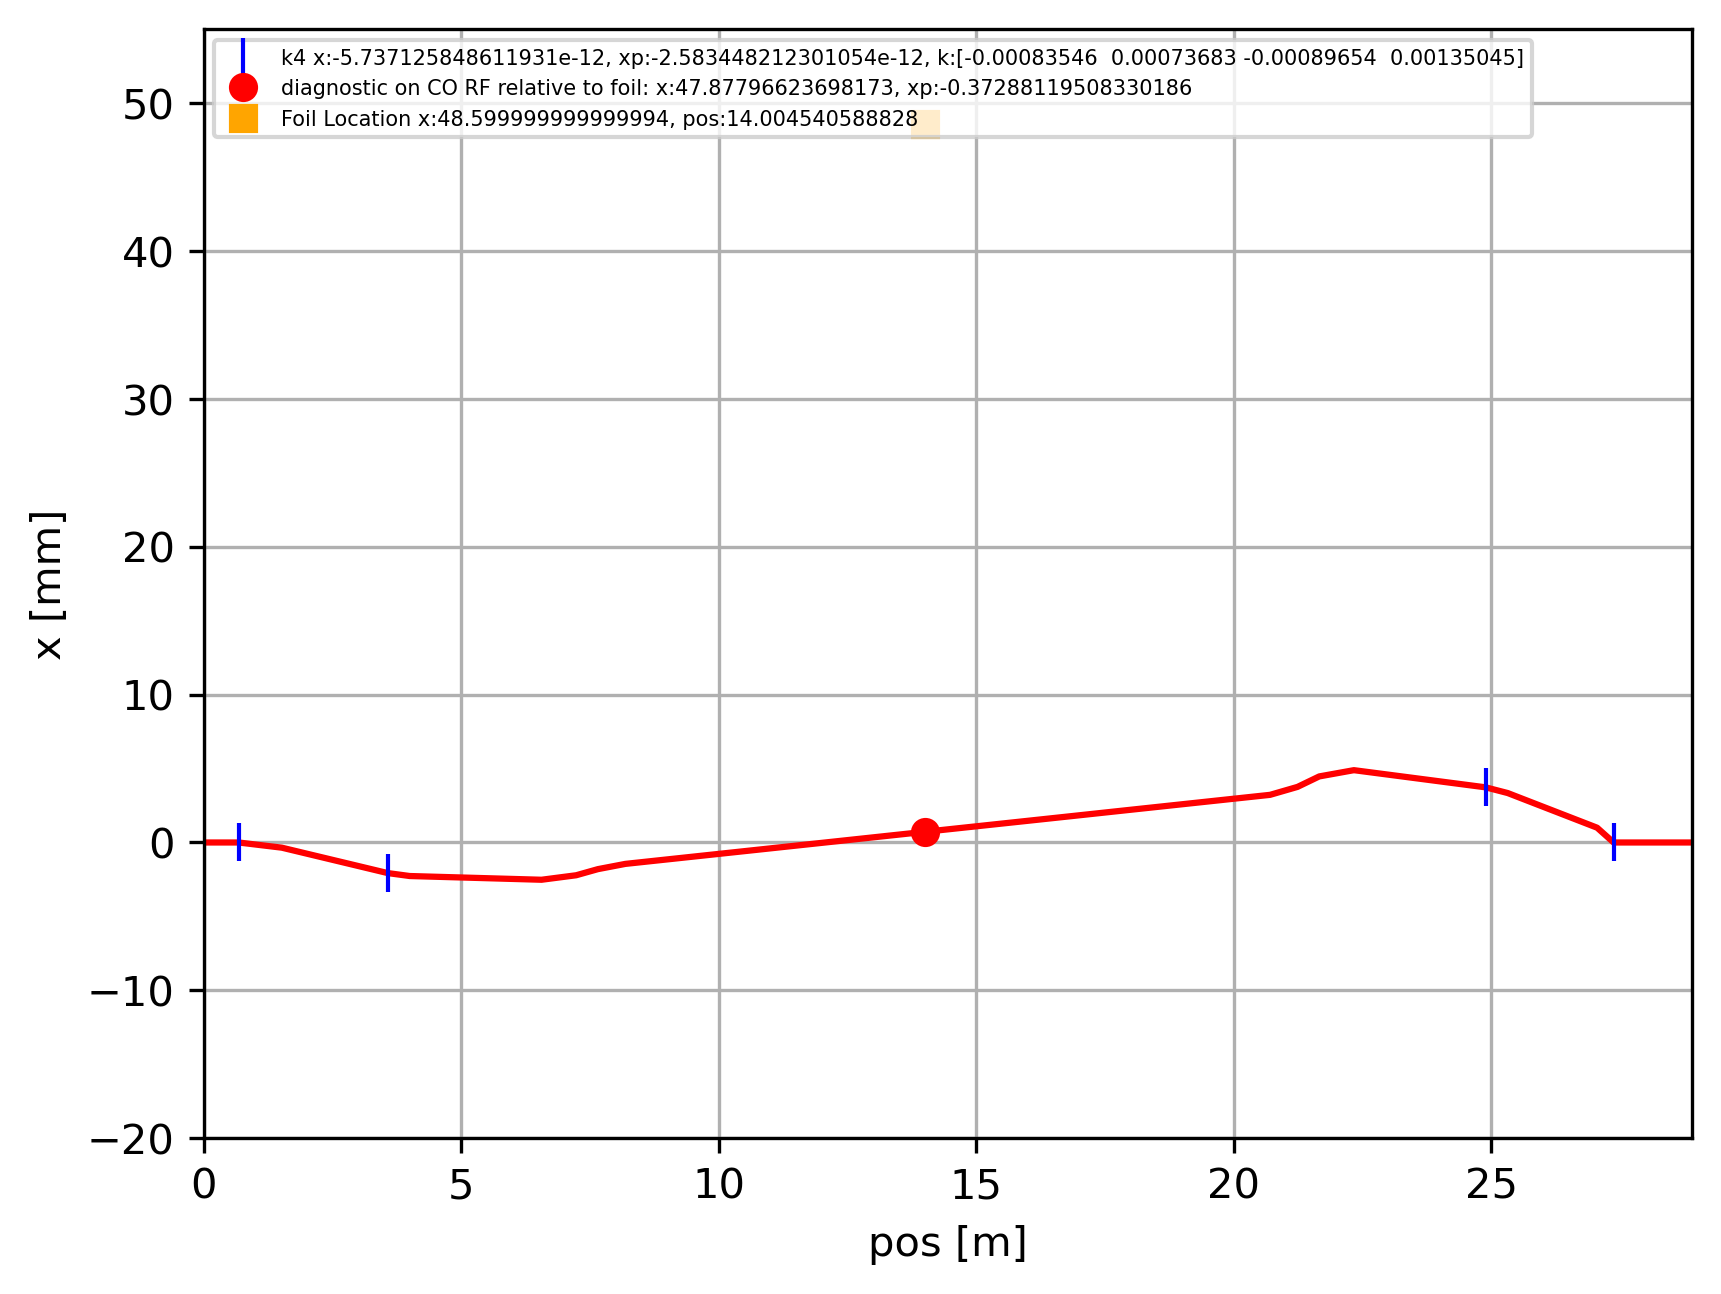 k4 x:-5.737125848611931e-12, xp:-2.583448212301054e-12, k:[-0.00083546  0.00073683 -0.00089654  0.00135045]
diagnostic on CO RF relative to foil: x:47.87796623698173, xp:-0.37288119508330186
Foil Location x:48.599999999999994, pos:14.004540588828
50
40
30
20
10
0
−10
−20
x [mm]
0 5 10 15 20 25
pos [m]